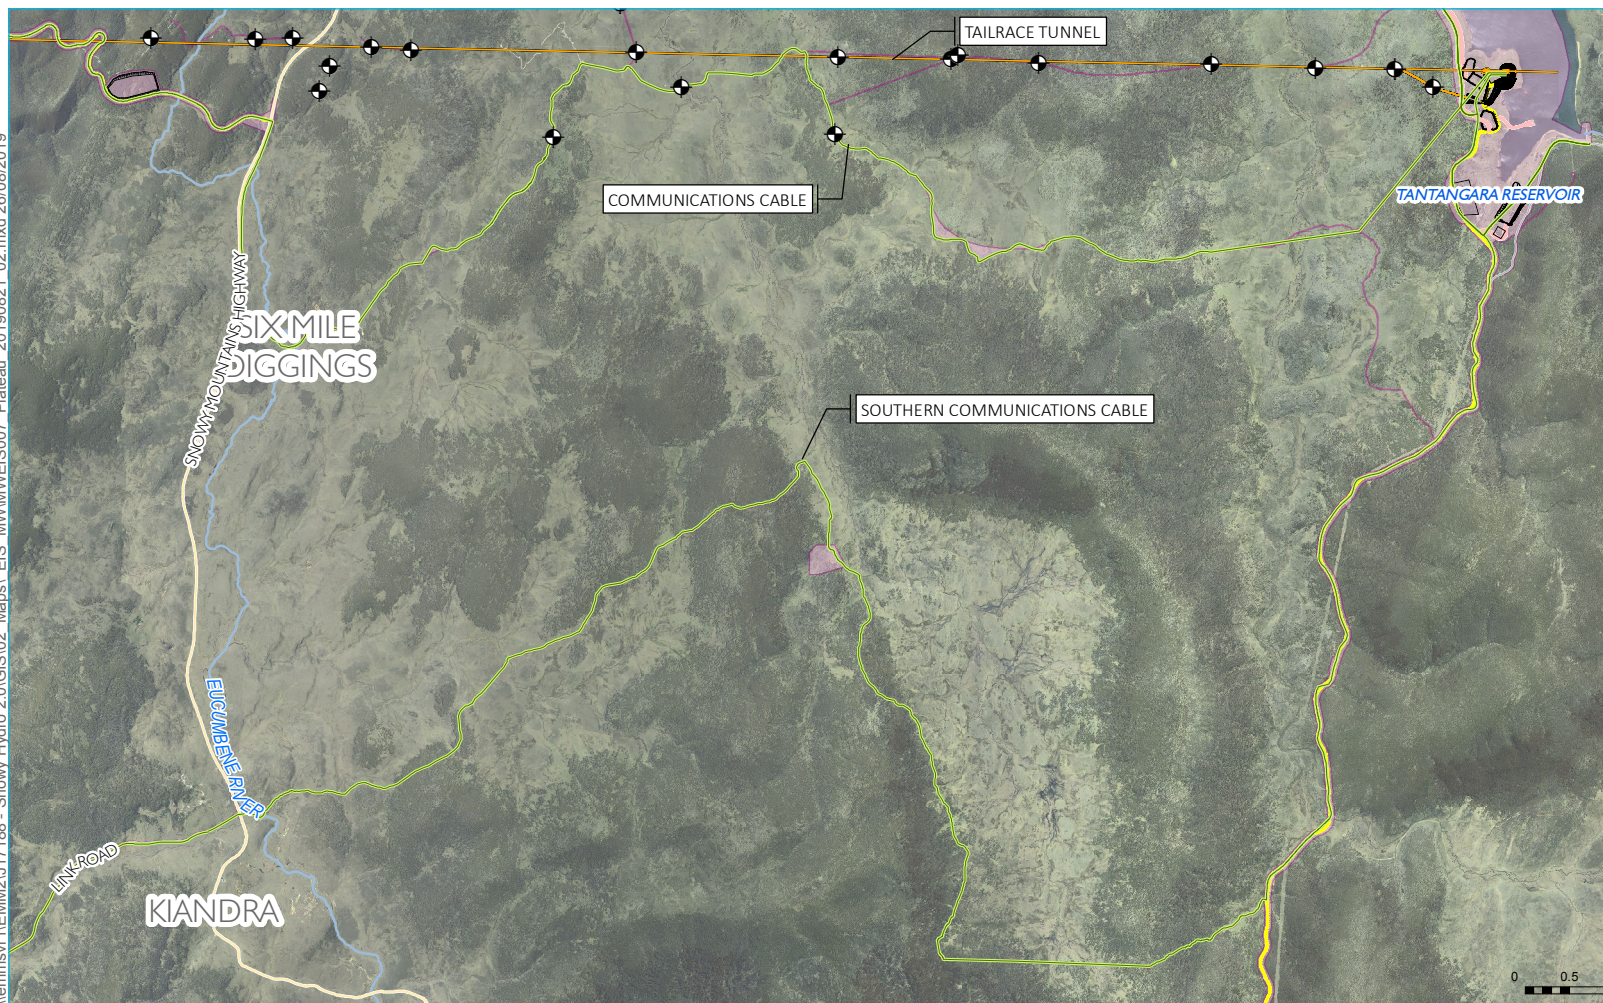 TAILRACE TUNNEL
COMMUNICATIONS CABLE
TANTANGARA RESERVOIR
SNOWY MOUNTAINS HIGHWAY
SIX MILE
DIGGINGS
SOUTHERN COMMUNICATIONS CABLE
EUCUMBENE RIVER
LINK ROAD
KIANDRA
0 0.5